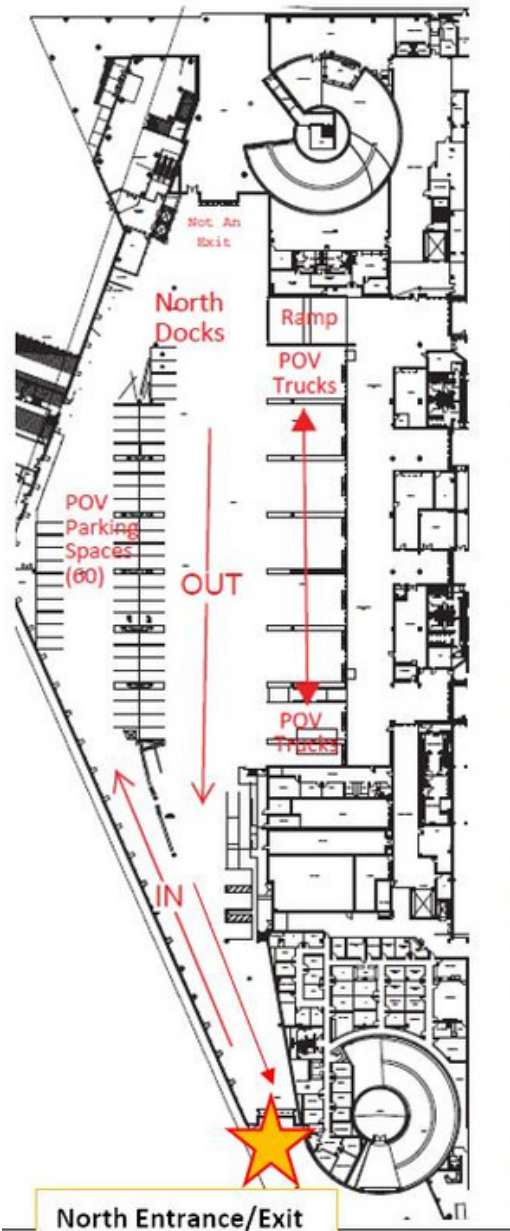 Not An
Exit
North
Docks
Ramp
POV
Trucks
POV
Parking
Spaces
(60)
OUT
POV
Trucks
IN
North Entrance/Exit